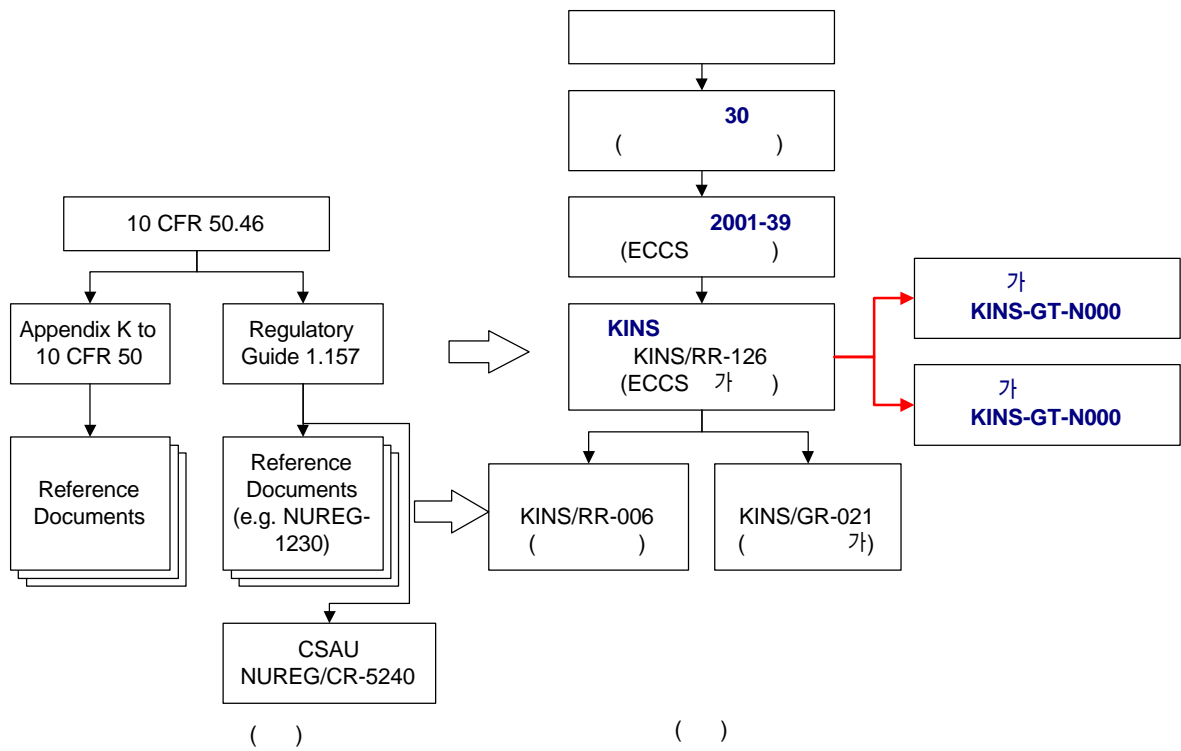 10 CFR 50.46
Appendix K to
10 CFR 50
Regulatory
Guide 1.157
Reference
Documents
Reference
Documents
(e.g. NUREG-
1230)
CSAU
NUREG/CR-5240
( )
30
( )
2001-39
(ECCS )
KINS
KINS/RR-126
(ECCS 가 )
KINS/RR-006
( )
KINS/GR-021
( 가)
가
KINS-GT-N000
가
KINS-GT-N000
( )